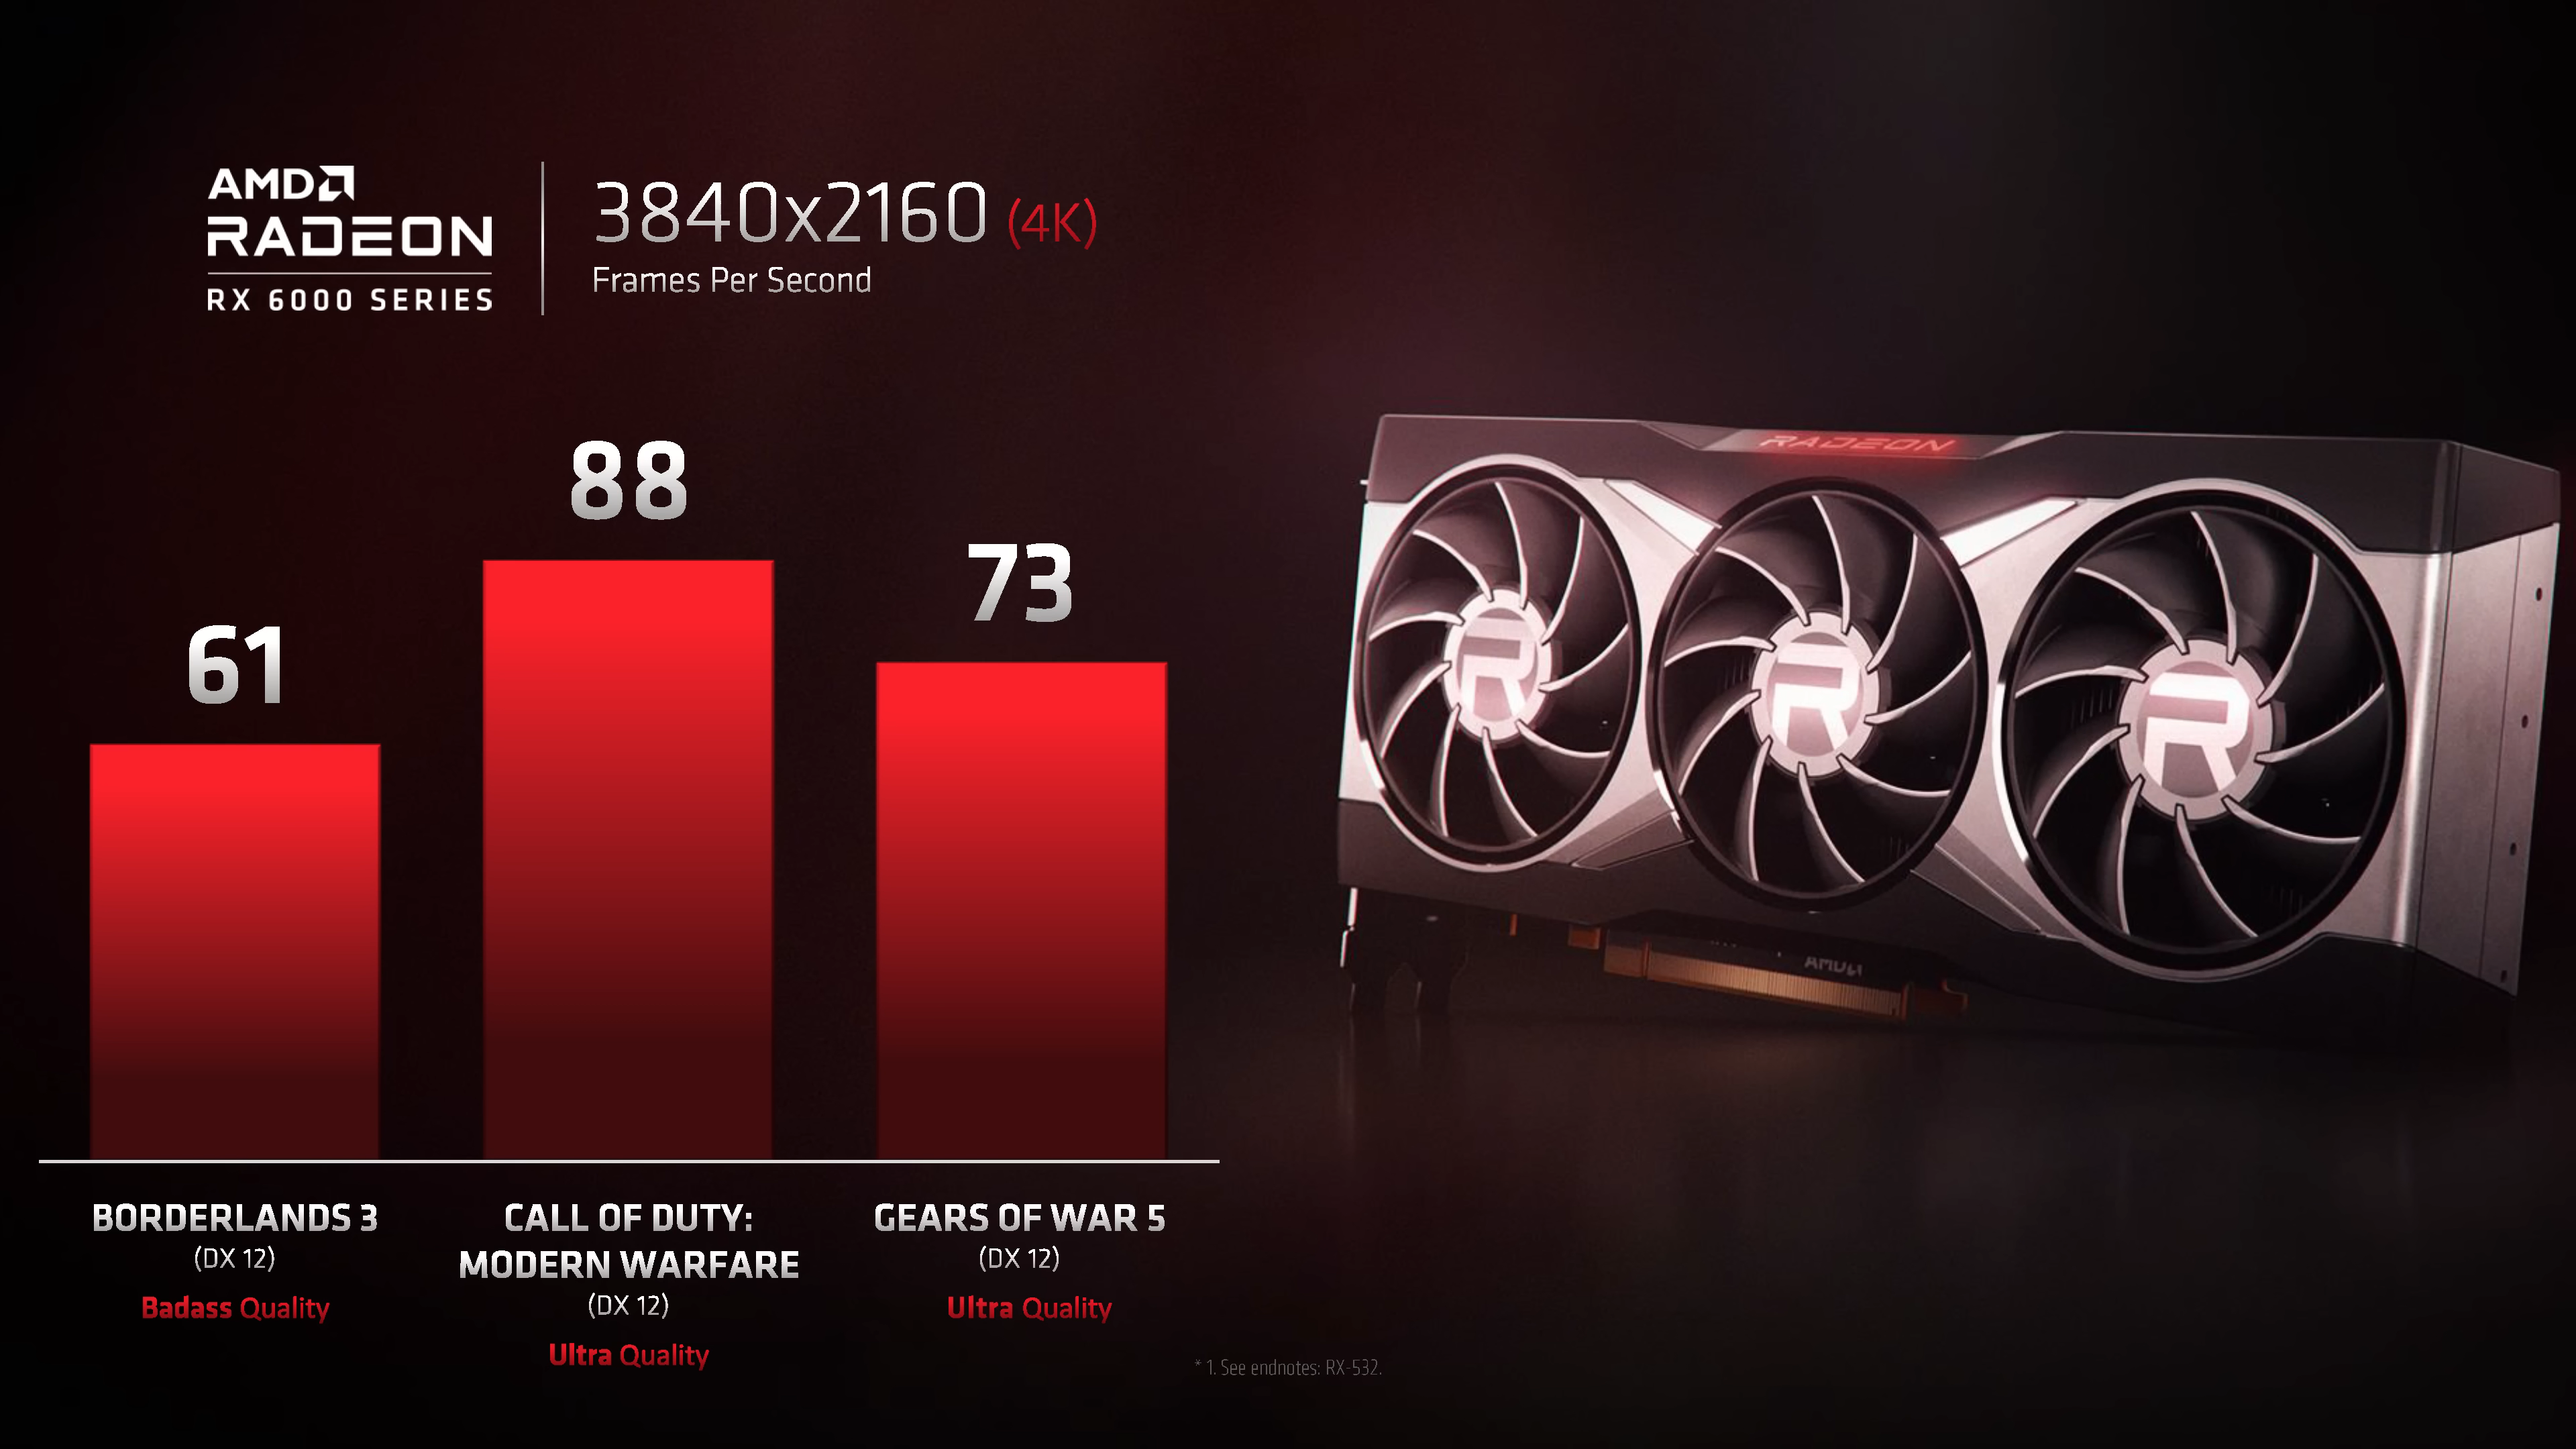 AMD
RADEON
RX 6000 SERIES
3840x2160 (4K)
Frames Per Second
61
88
73
BORDERLANDS 3
(DX 12)
Badass Quality
CALL OF DUTY:
MODERN WARFARE
(DX 12)
Ultra Quality
GEARS OF WAR 5
(DX 12)
Ultra Quality
* 1. See endnotes: RX-532.
RADEON
R
R
R
AMD